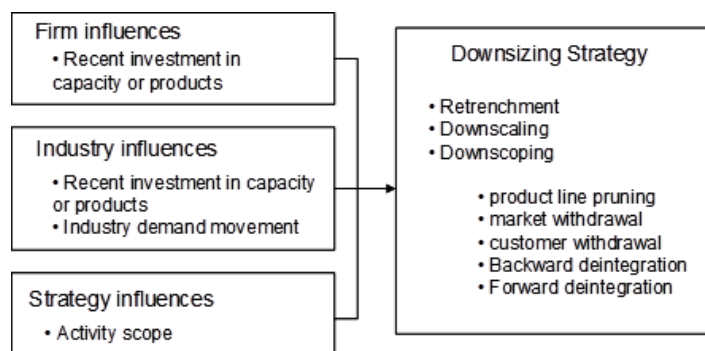 Firm influences
• Recent investment in
capacity or products
Industry influences
• Recent investment in capacity
or products
• Industry demand movement
Strategy influences
• Activity scope
Downsizing Strategy
• Retrenchment
• Downscaling
• Downscoping
• product line pruning
• market withdrawal
• customer withdrawal
• Backward deintegration
• Forward deintegration